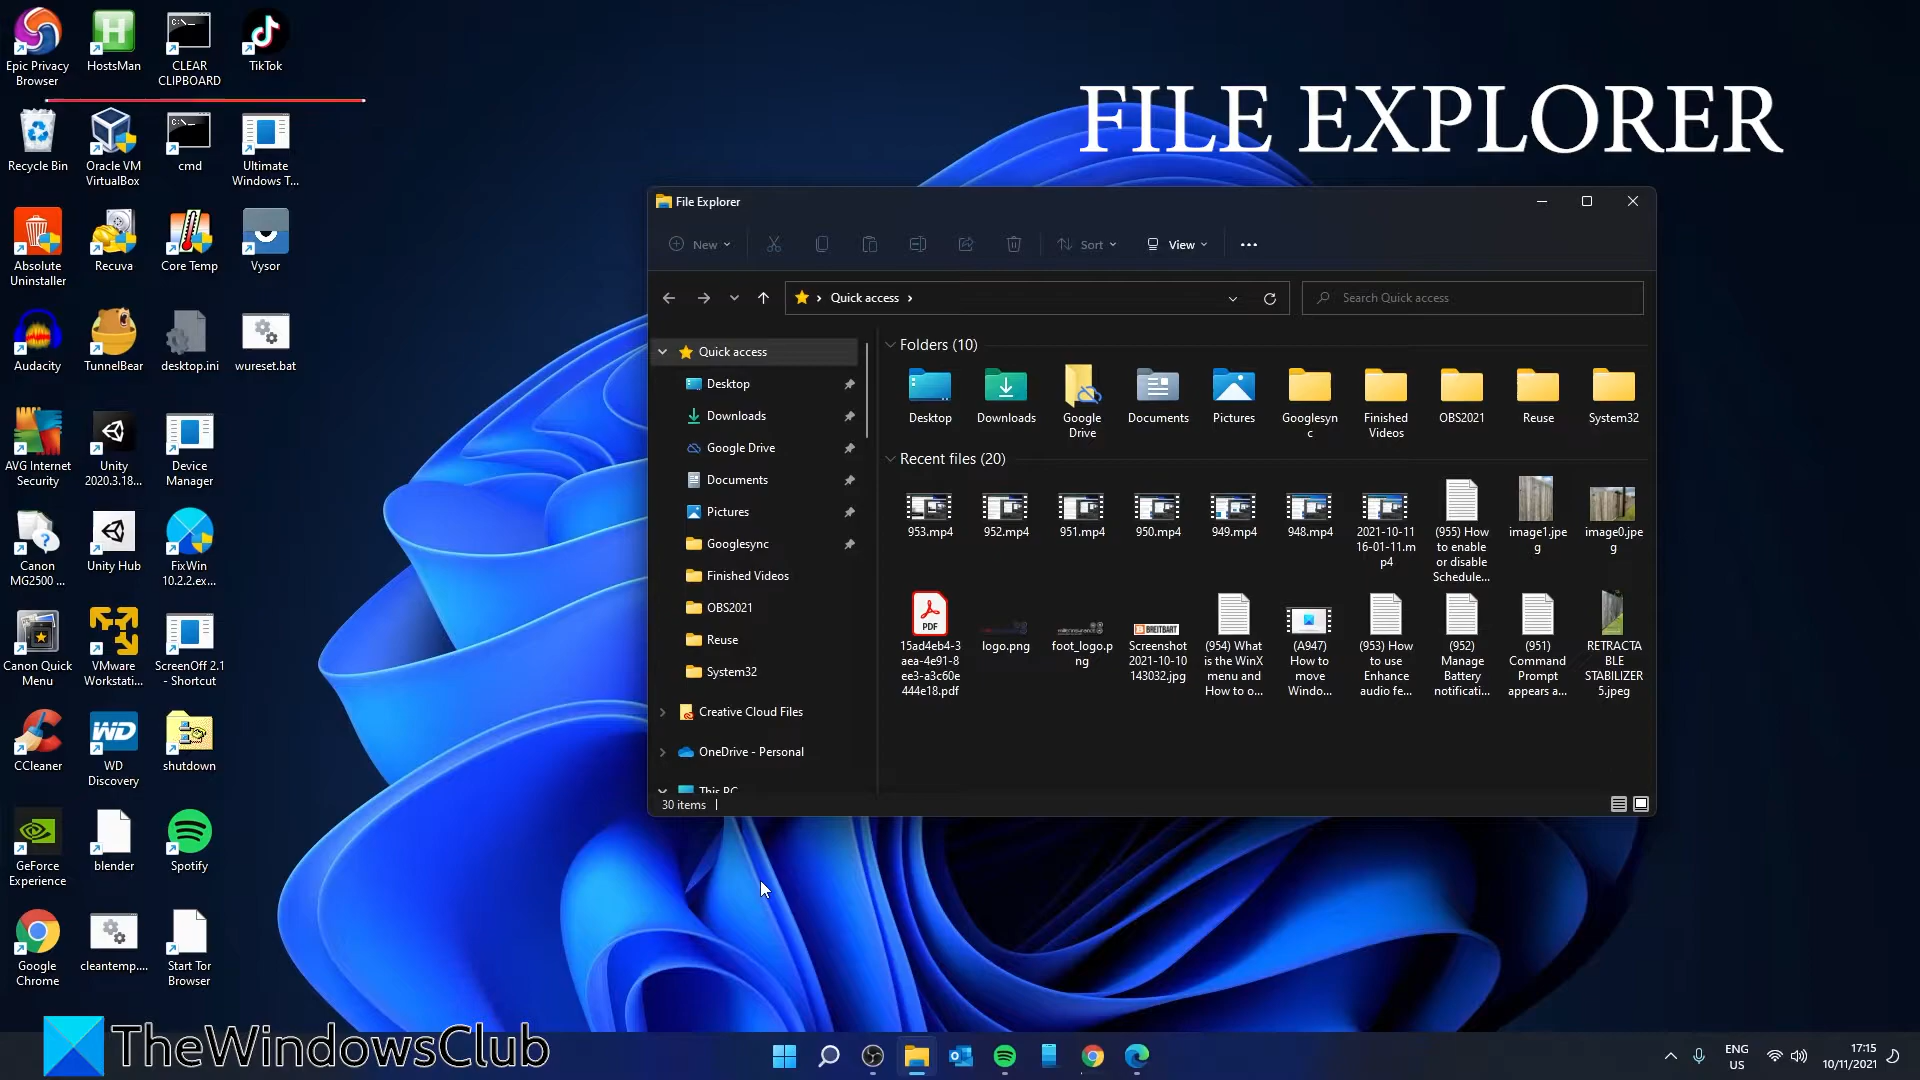 Epic Privacy
Browser
HostsMan
CLEAR
CLIPBOARD
TikTok
FILE EXPLORER
Recycle Bin
Oracle VM
VirtualBox
cmd
Ultimate
Windows T...
Absolute
Uninstaller
Recuva
Core Temp
Vysor
Audacity
TunnelBear
desktop.ini
wureset.bat
AVG Internet
Security
Unity
2020.3.18...
Device
Manager
Canon
MG2500 ...
Unity Hub
FixWin
10.2.2.ex...
Canon Quick
Menu
VMware
Workstati...
ScreenOff 2.1
- Shortcut
CCleaner
WD
WD
Discovery
shutdown
GeForce
Experience
blender
Spotify
Google
Chrome
cleantemp....
Start Tor
Browser
File Explorer
New
Sort
View
Quick access
Search Quick access
Quick access
Desktop
Downloads
Google Drive
Documents
Pictures
Googlesync
Finished Videos
OBS2021
Reuse
System32
Creative Cloud Files
OneDrive - Personal
This PC
Folders (10)
Desktop
Downloads
Google
Drive
Documents
Pictures
Googlesyn
c
Finished
Videos
OBS2021
Reuse
System32
Recent files (20)
953.mp4
952.mp4
951.mp4
950.mp4
949.mp4
948.mp4
2021-10-11
16-01-11.m
p4
(955) How
to enable
or disable
Schedule...
image1.jpe
g
image0.jpe
g
PDF
15ad4eb4-3
aea-4e91-8
ee3-a3c60e
444e18.pdf
logo.png
foot_logo.p
ng
BREITBART
Screenshot
2021-10-10
143032.jpg
(954) What
is the WinX
menu and
How to o...
(A947)
How to
move
Windo...
(953) How
to use
Enhance
audio fe...
(952)
Manage
Battery
notificati...
(951)
Command
Prompt
appears a...
RETRACTA
BLE
STABILIZER
5.jpeg
30 items
TheWindowsClub
ENG
US
17:15
10/11/2021